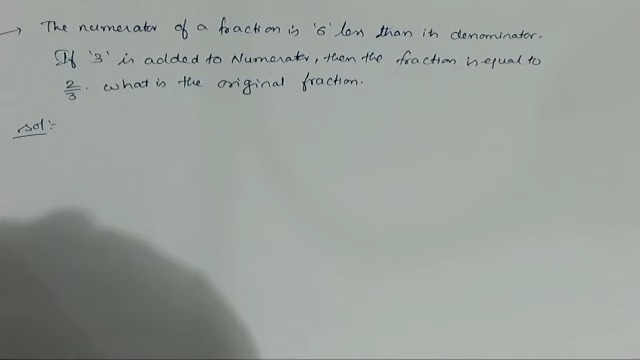 → The numerator of a fraction is '6' less than its denominator.
If '3' is added to Numerator, then the fraction is equal to
2/3. what is the original fraction.
Sol:-